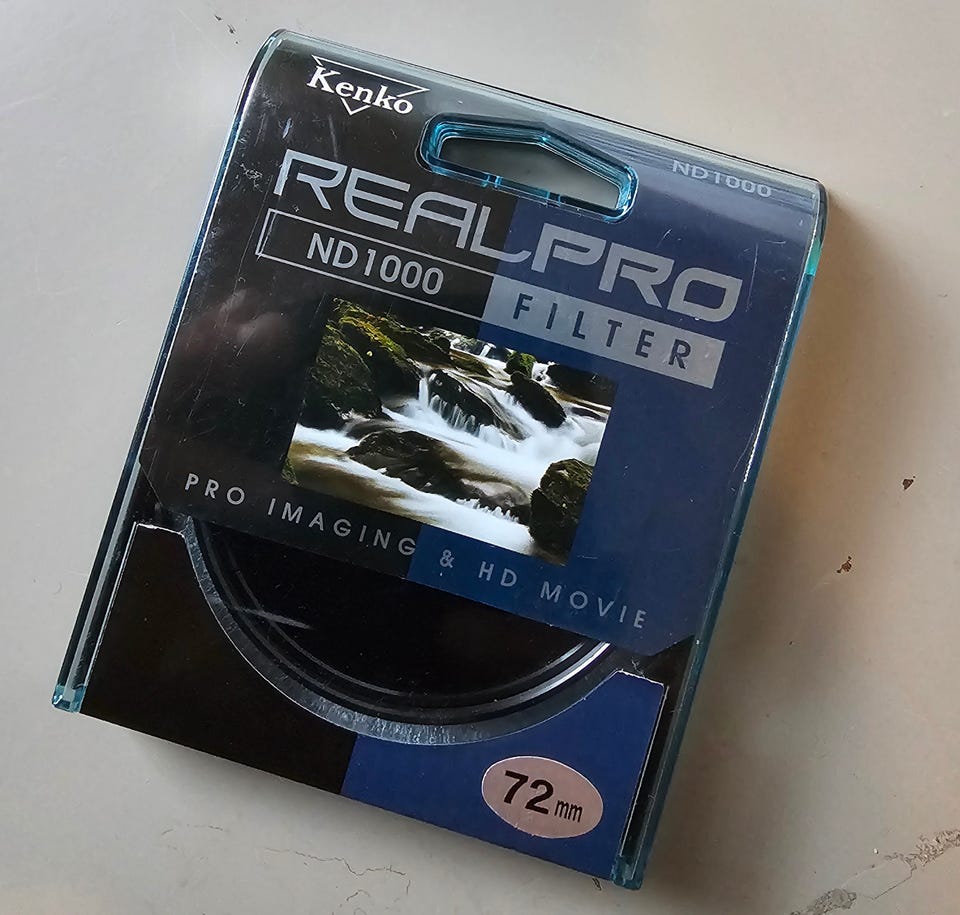 Kenko
ND1000
REALPRO
ND1000
FILTER
PRO IMAGING & HD MOVIE
72mm